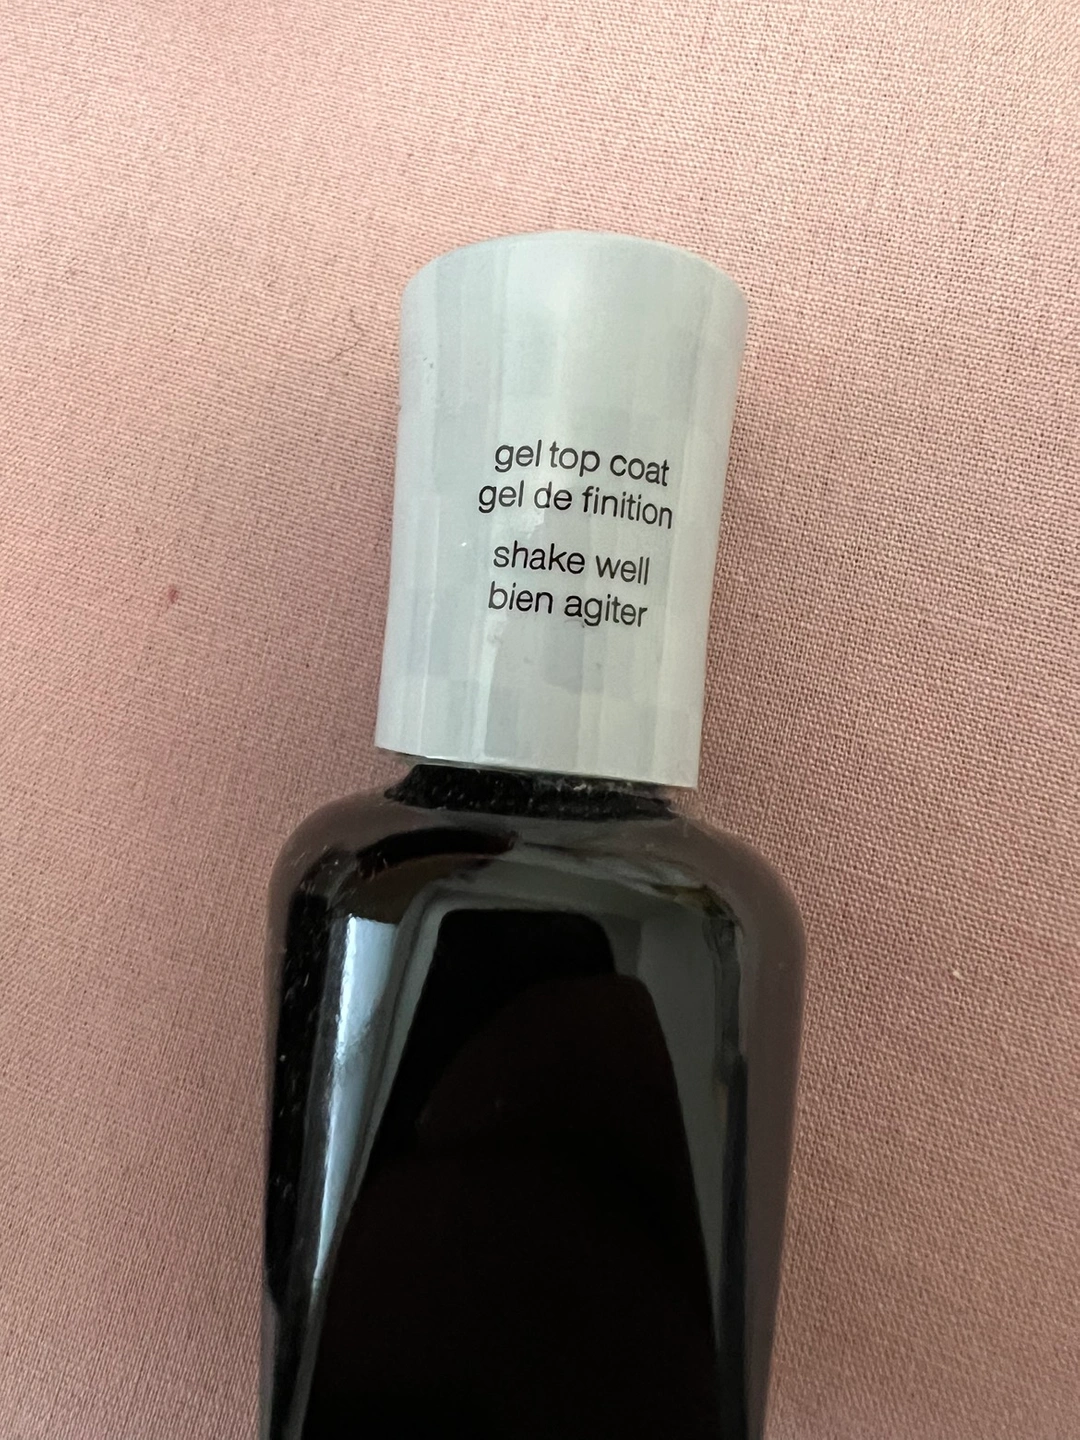 gel top coat
gel de finition
shake well
bien agiter